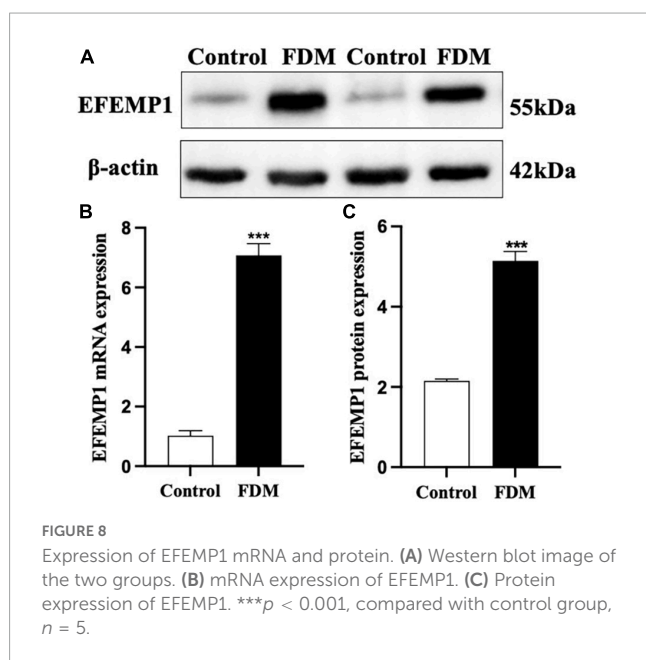 A
Control FDM Control FDM
EFEMP1
55kDa
β-actin
42kDa
B
EFEMP1 mRNA expression
8
6
4
2
0
***
Control FDM
C
EFEMP1 protein expression
6
4
2
0
***
Control FDM
FIGURE 8
Expression of EFEMP1 mRNA and protein. (A) Western blot image of
the two groups. (B) mRNA expression of EFEMP1. (C) Protein
expression of EFEMP1. ***p < 0.001, compared with control group,
n = 5.